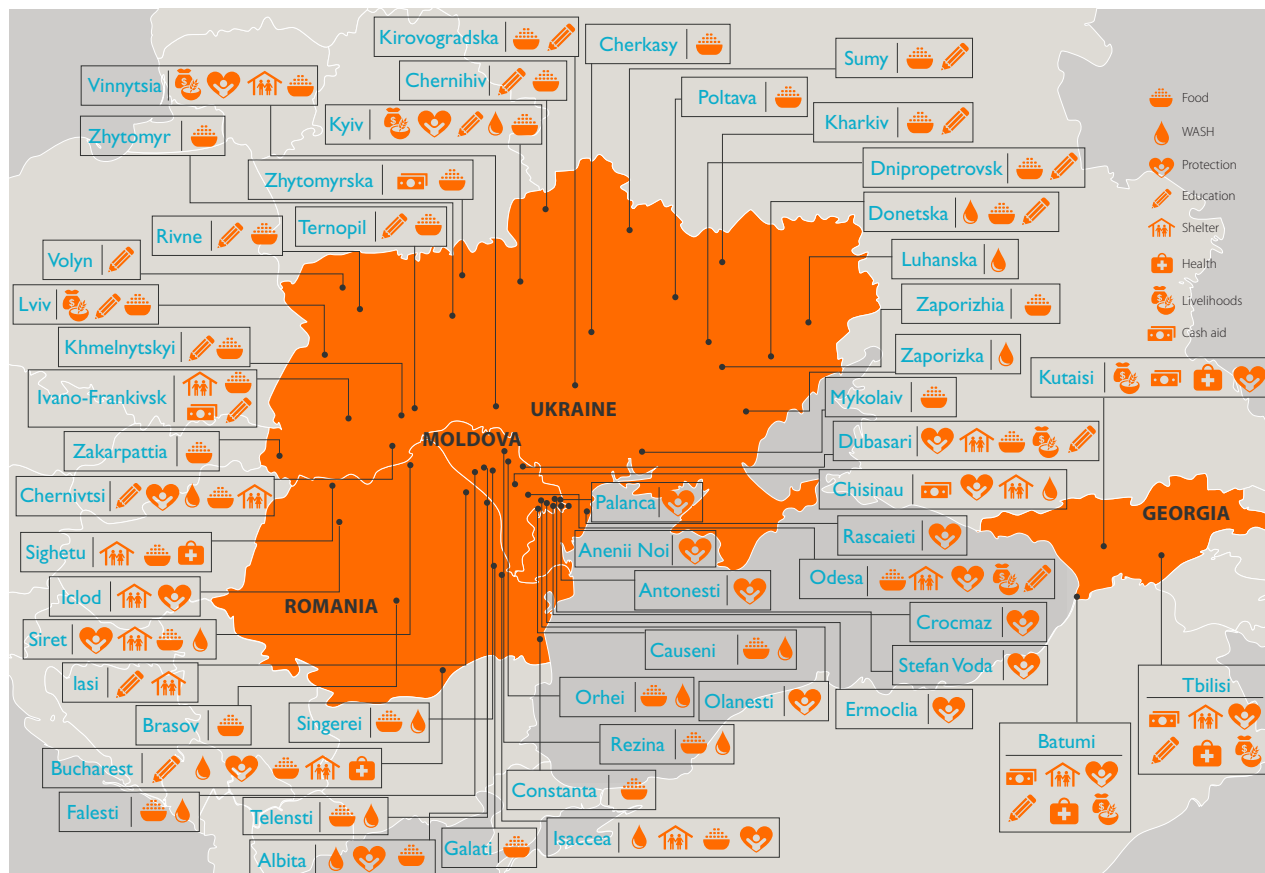 Kirovogradska
Cherkasy
Sumy
Vinnytsia
Chernihiv
Poltava
Food
Zhytomyr
Kyiv
Kharkiv
WASH
Zhytomyrska
Dnipropetrovsk
Protection
Education
Rivne
Ternopil
Donetska
Shelter
Volyn
Luhanska
Health
Lviv
Zaporizhia
Livelihoods
Cash aid
Khmelnytskyi
Zaporizka
Kutaisi
Ivano-Frankivsk
Mykolaiv
UKRAINE
MOLDOVA
Dubasari
Zakarpattia
Chernivtsi
Chisinau
Palanca
GEORGIA
Sighetu
Anenii Noi
Rascaieti
Iclod
Antonesti
Odesa
ROMANIA
Crocmaz
Siret
Causeni
Stefan Voda
Iasi
Tbilisi
Brasov
Singerei
Orhei
Olanesti
Ermoclia
Rezina
Batumi
Bucharest
Constanta
Falesti
Telensti
Galati
Isaccea
Albita